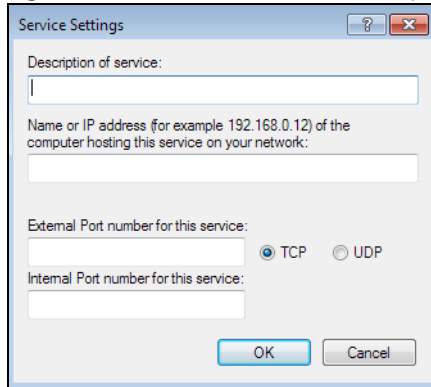 Service Settings
?
Description of service:
Name or IP address (for example 192.168.0.12) of the
computer hosting this service on your network:
External Port number for this service:
TCP UDP
Internal Port number for this service:
OK Cancel